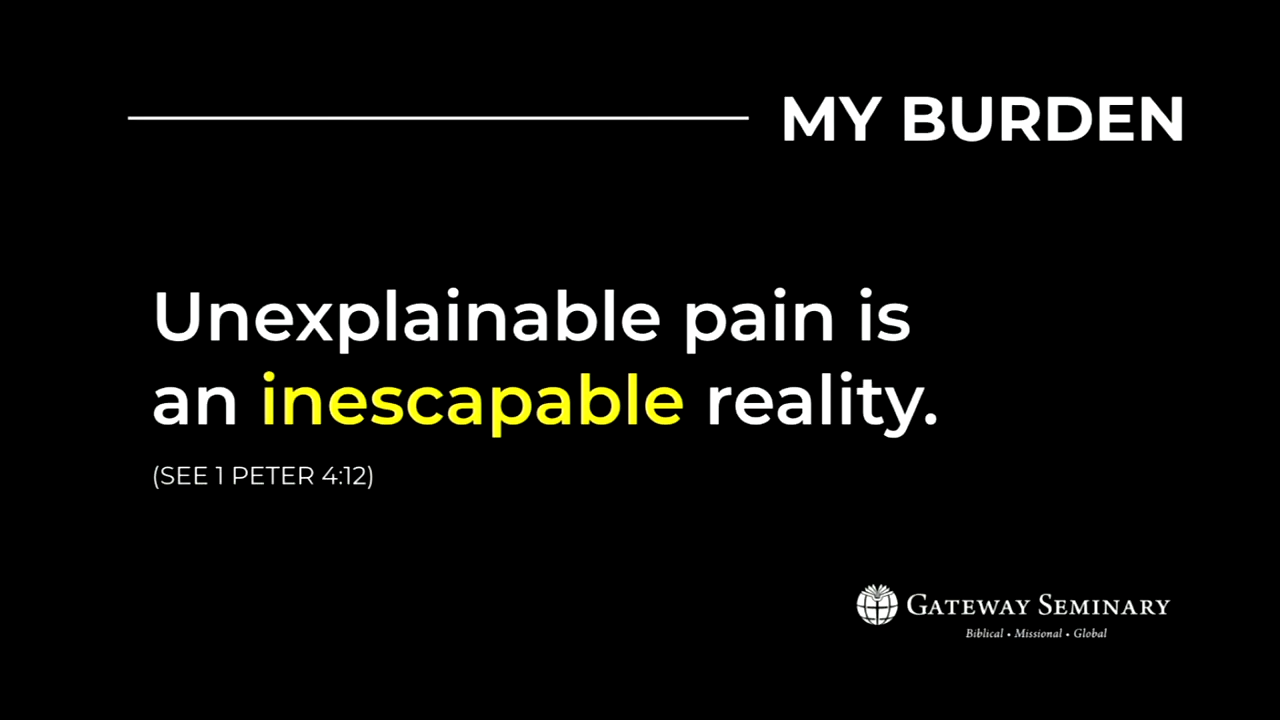 MY BURDEN
Unexplainable pain is
an inescapable reality.
(SEE 1 PETER 4:12)
GATEWAY SEMINARY
Biblical • Missional • Global